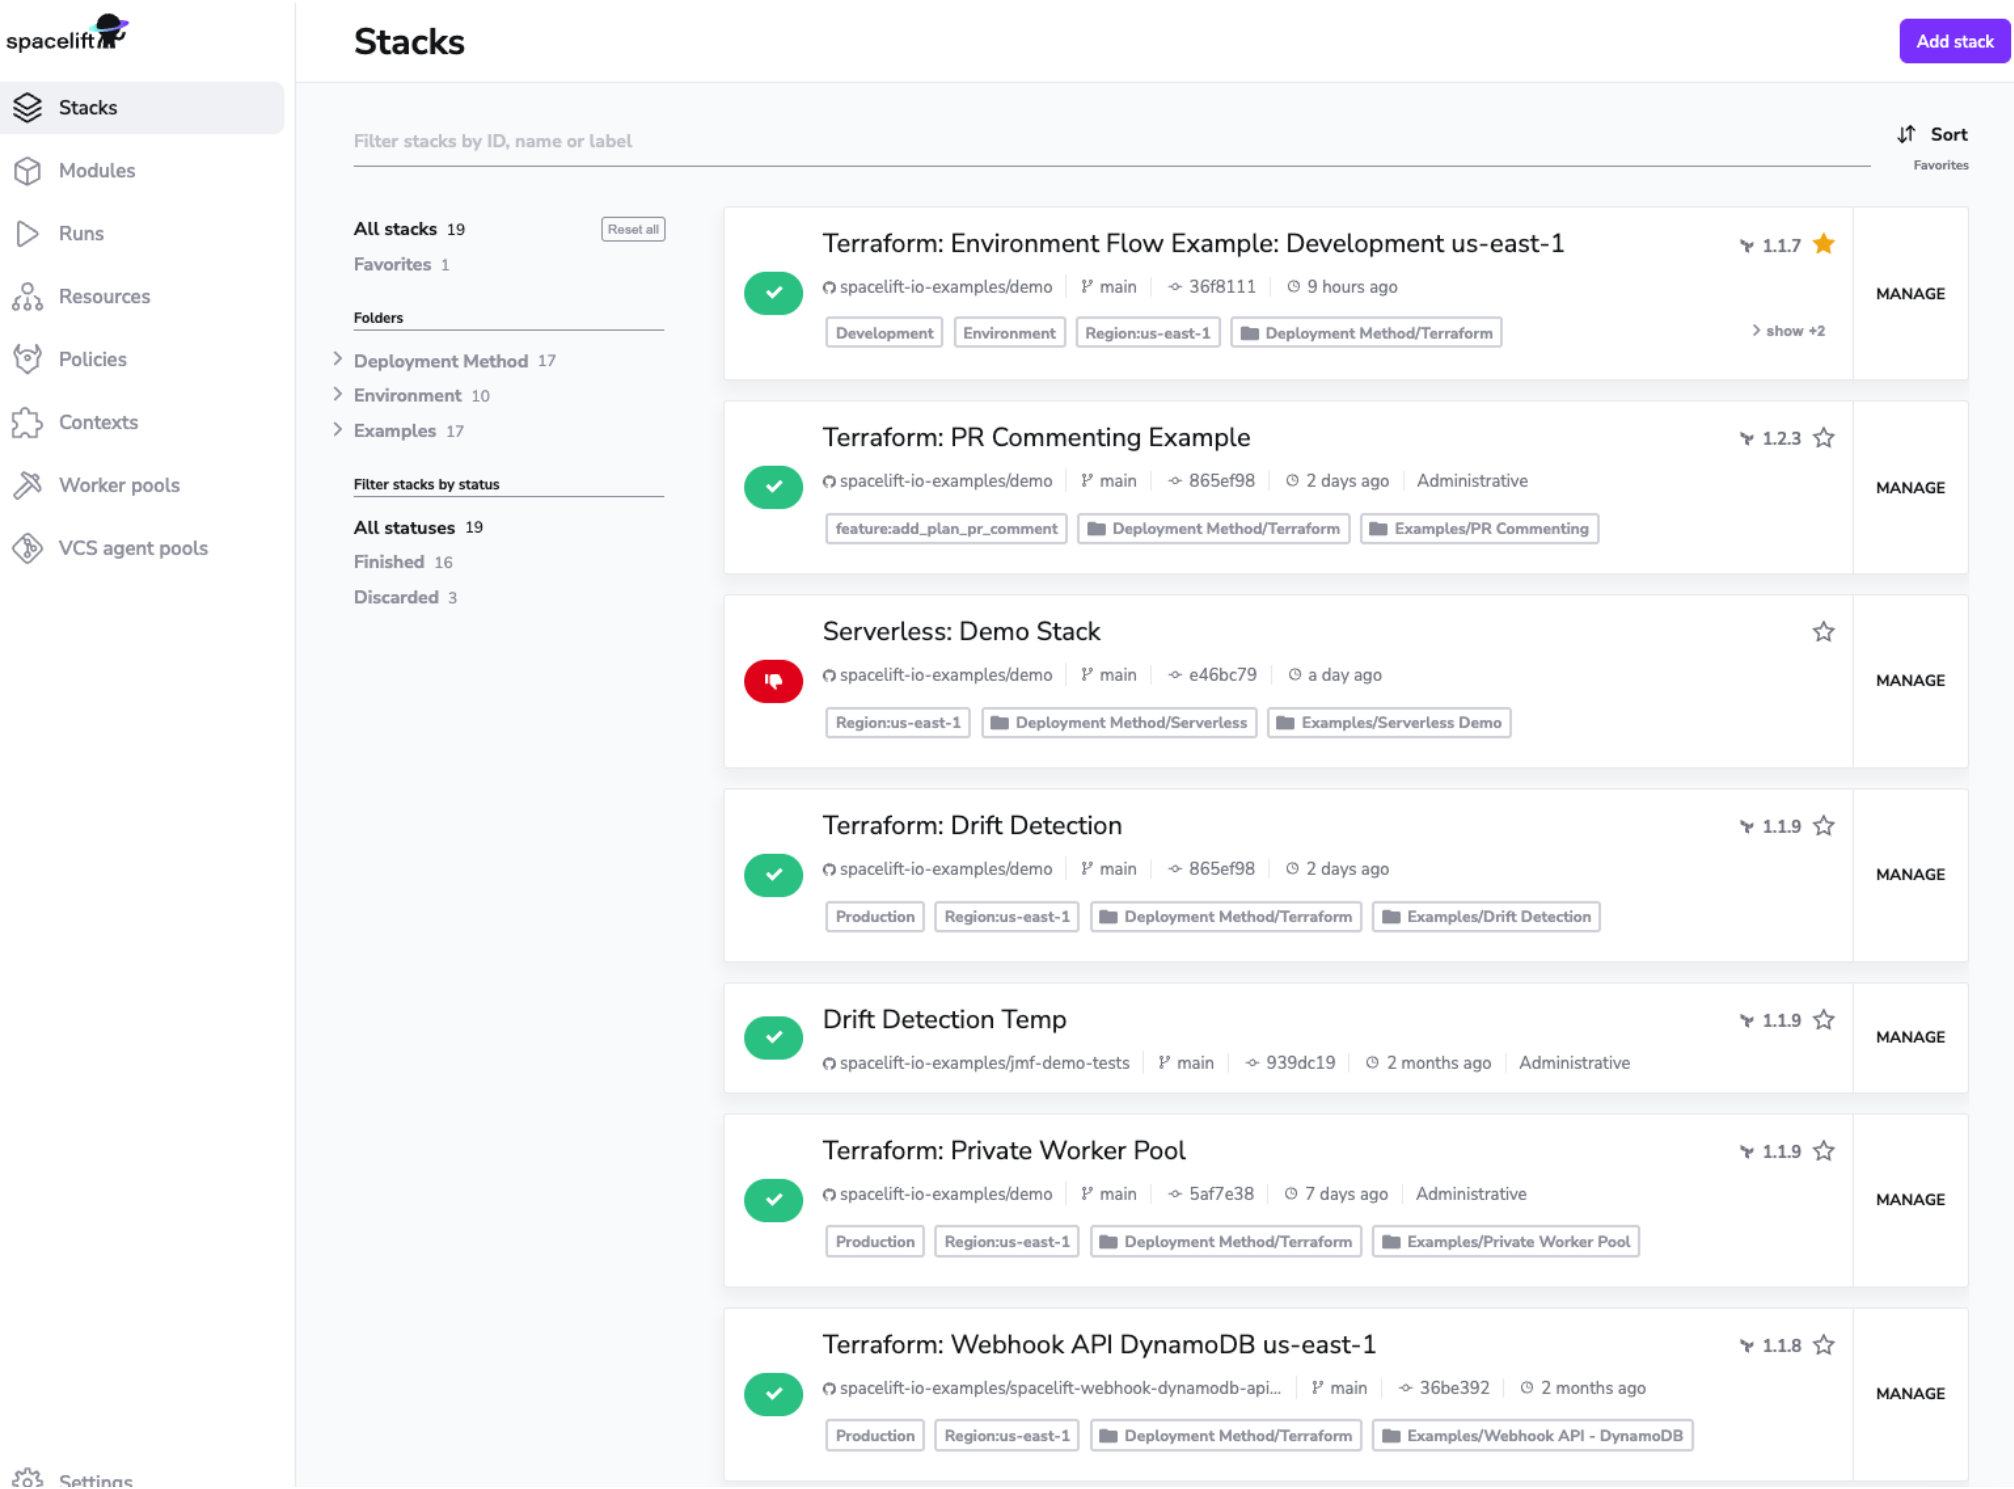 spacelift
Stacks
Modules
Runs
Resources
Policies
Contexts
Worker pools
VCS agent pools
Settings
Stacks
Add stack
Filter stacks by ID, name or label
Sort
Favorites
All stacks 19
Reset all
Favorites 1
Folders
Deployment Method 17
Environment 10
Examples 17
Filter stacks by status
All statuses 19
Finished 16
Discarded 3
Terraform: Environment Flow Example: Development us-east-1
1.1.7
spacelift-io-examples/demo main 36f8111 9 hours ago
Development Environment Region:us-east-1 Deployment Method/Terraform
show +2
MANAGE
Terraform: PR Commenting Example
1.2.3
spacelift-io-examples/demo main 865ef98 2 days ago Administrative
feature:add_plan_pr_comment Deployment Method/Terraform Examples/PR Commenting
MANAGE
Serverless: Demo Stack
spacelift-io-examples/demo main e46bc79 a day ago
Region:us-east-1 Deployment Method/Serverless Examples/Serverless Demo
MANAGE
Terraform: Drift Detection
1.1.9
spacelift-io-examples/demo main 865ef98 2 days ago
Production Region:us-east-1 Deployment Method/Terraform Examples/Drift Detection
MANAGE
Drift Detection Temp
1.1.9
spacelift-io-examples/jmf-demo-tests main 939dc19 2 months ago Administrative
MANAGE
Terraform: Private Worker Pool
1.1.9
spacelift-io-examples/demo main 5af7e38 7 days ago Administrative
Production Region:us-east-1 Deployment Method/Terraform Examples/Private Worker Pool
MANAGE
Terraform: Webhook API DynamoDB us-east-1
1.1.8
spacelift-io-examples/spacelift-webhook-dynamodb-api... main 36be392 2 months ago
Production Region:us-east-1 Deployment Method/Terraform Examples/Webhook API - DynamoDB
MANAGE